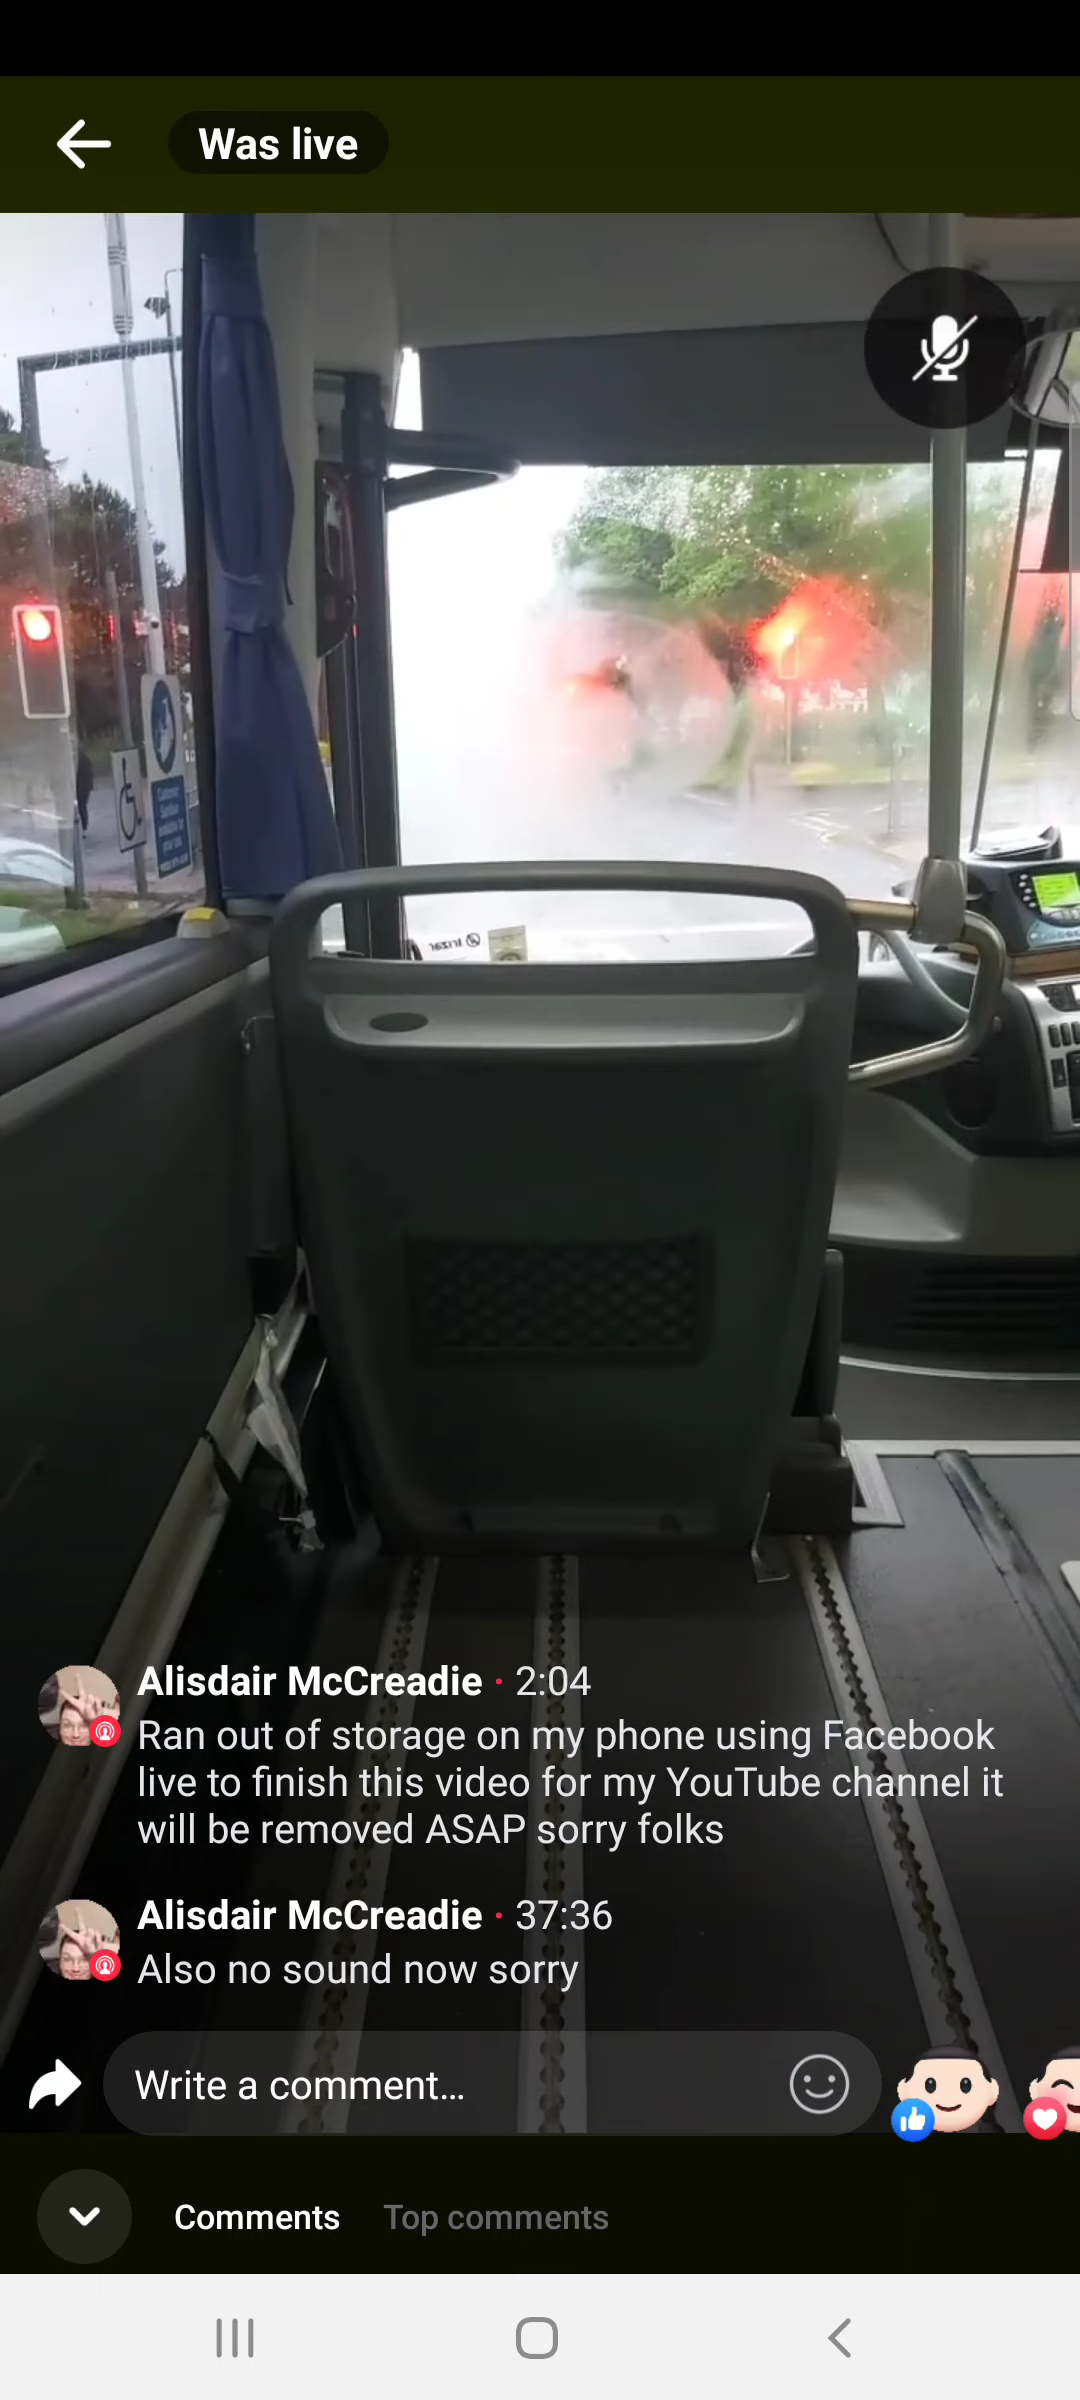 Was live
Irizar
Alisdair McCreadie · 2:04
Ran out of storage on my phone using Facebook
live to finish this video for my YouTube channel it
will be removed ASAP sorry folks
Alisdair McCreadie · 37:36
Also no sound now sorry
Write a comment...
Comments Top comments